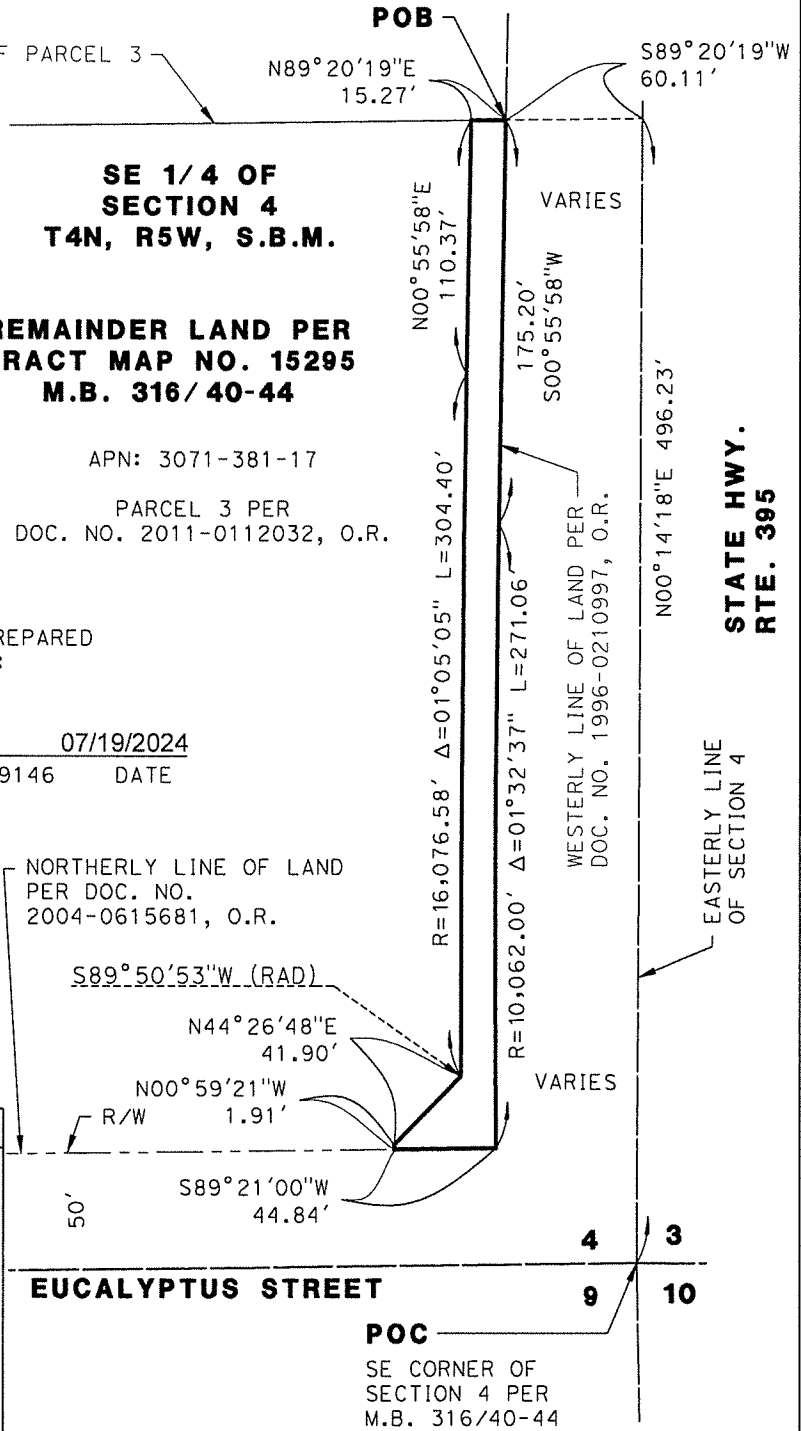 POB
F PARCEL 3
N89°20'19"E
15.27'
S89°20'19"W
60.11'
SE 1/4 OF
SECTION 4
T4N, R5W, S.B.M.
VARIES
N00°55'58"E
110.37'
175.20'
S00°55'58"W
REMAINDER LAND PER
TRACT MAP NO. 15295
M.B. 316/40-44
APN: 3071-381-17
PARCEL 3 PER
DOC. NO. 2011-0112032, O.R.
R=16,076.58' Δ=01°05'05" L=304.40'
R=10,062.00' Δ=01°32'37" L=271.06'
WESTERLY LINE OF LAND PER
DOC. NO. 1996-0210997, O.R.
N00°14'18"E 496.23'
STATE HWY.
RTE. 395
REPARED
:
07/19/2024
9146 DATE
EASTERLY LINE
OF SECTION 4
NORTHERLY LINE OF LAND
PER DOC. NO.
2004-0615681, O.R.
S89°50'53"W (RAD)
N44°26'48"E
41.90'
N00°59'21"W
1.91'
R/W
VARIES
S89°21'00"W
44.84'
50'
4 3
EUCALYPTUS STREET
9 10
POC
SE CORNER OF
SECTION 4 PER
M.B. 316/40-44